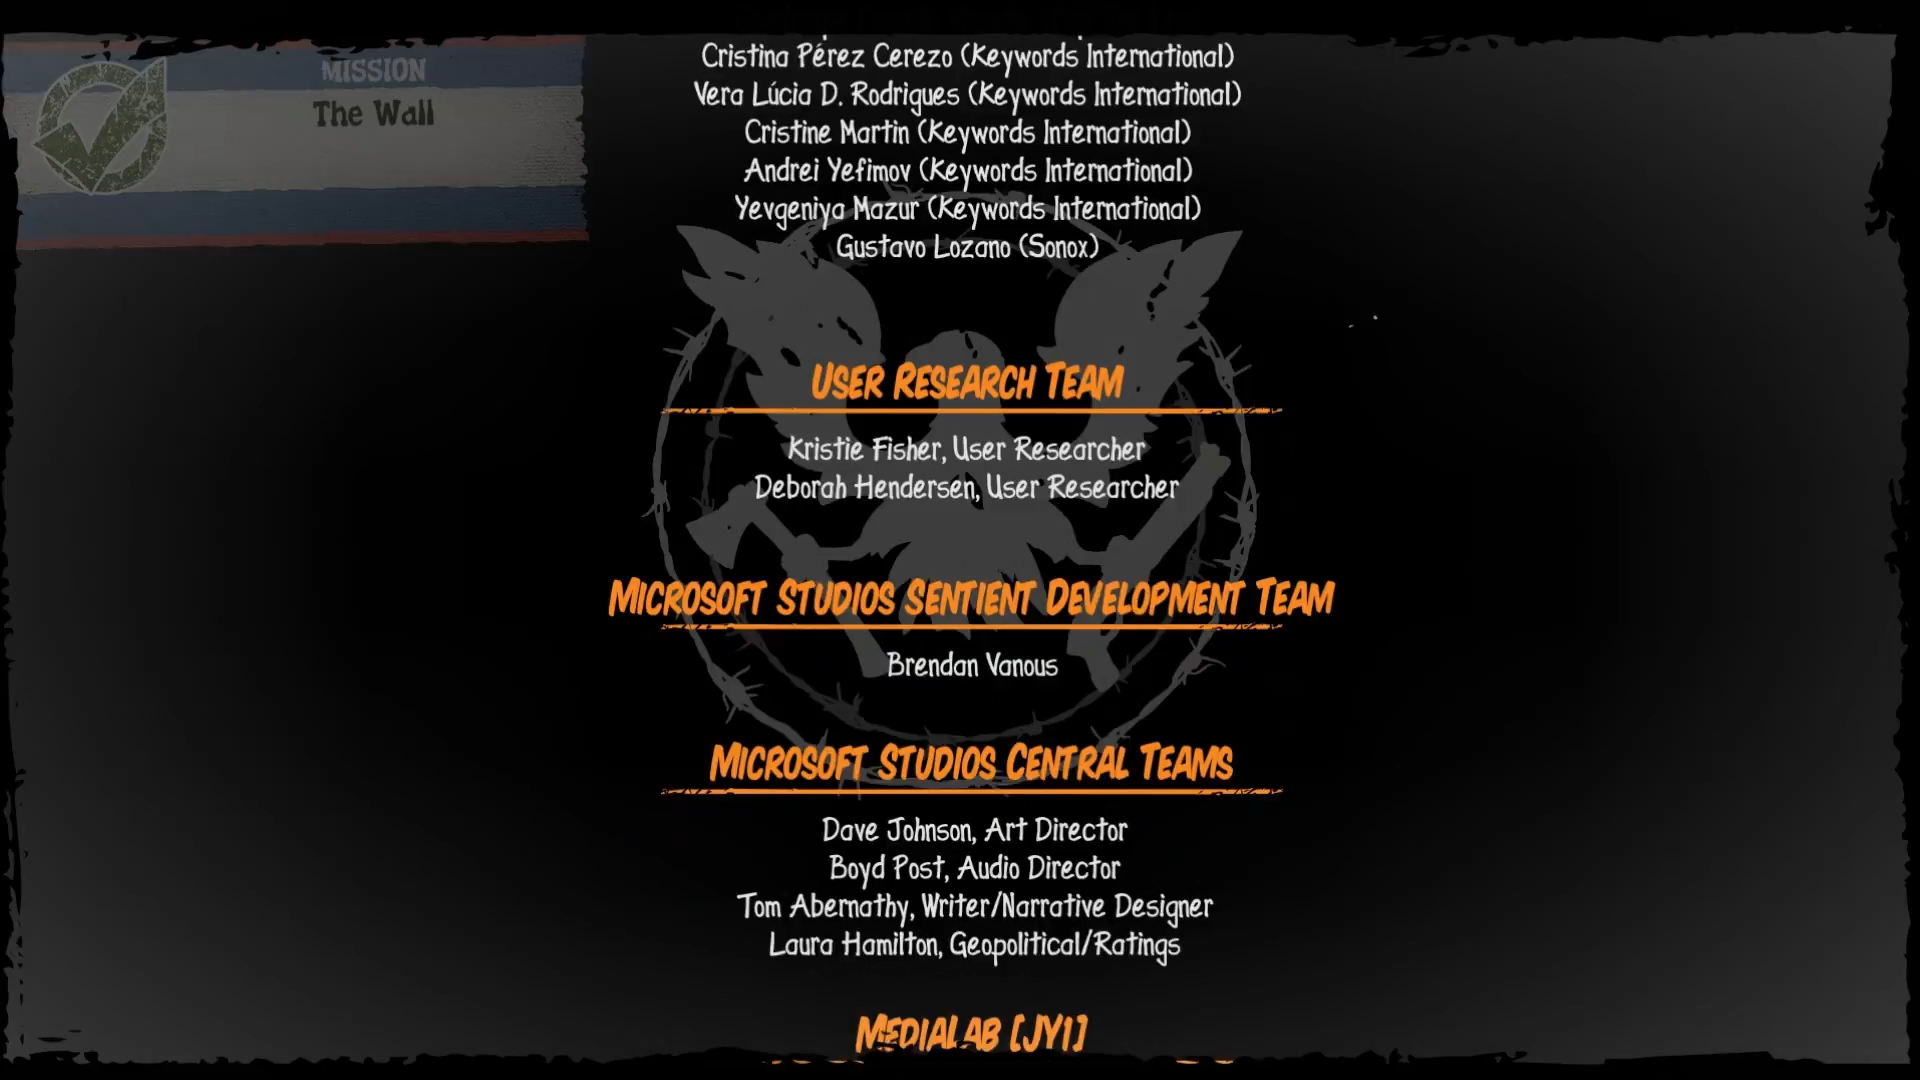 MISSION
The Wall
Cristina Pérez Cerezo (Keywords International)
Vera Lúcia D. Rodrigues (Keywords International)
Cristine Martin (Keywords International)
Andrei Yefimov (Keywords International)
Yevgeniya Mazur (Keywords International)
Gustavo Lozano (Sonox)
USER RESEARCH TEAM
Kristie Fisher, User Researcher
Deborah Hendersen, User Researcher
MICROSOFT STUDIOS SENTIENT DEVELOPMENT TEAM
Brendan Vanous
MICROSOFT STUDIOS CENTRAL TEAMS
Dave Johnson, Art Director
Boyd Post, Audio Director
Tom Abernathy, Writer/Narrative Designer
Laura Hamilton, Geopolitical/Ratings
MEDIALAB [JYI]